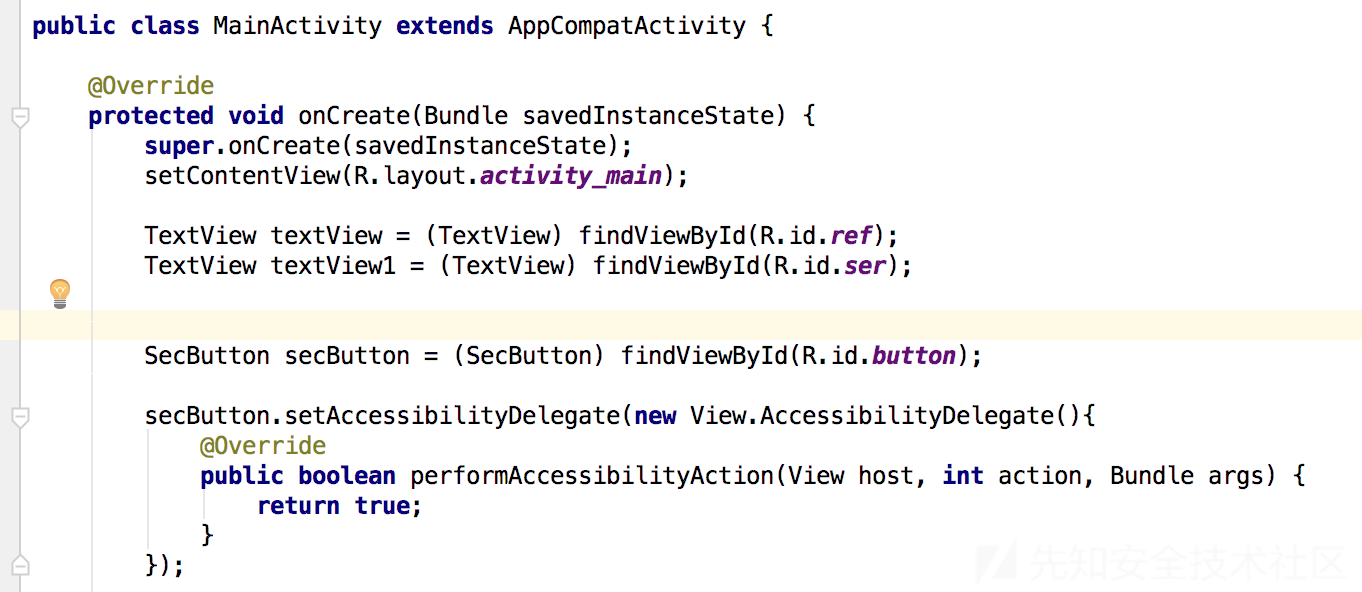 public class MainActivity extends AppCompatActivity {
@Override
protected void onCreate(Bundle savedInstanceState) {
super.onCreate(savedInstanceState);
setContentView(R.layout.activity_main);
TextView textView = (TextView) findViewById(R.id.ref);
TextView textView1 = (TextView) findViewById(R.id.ser);
SecButton secButton = (SecButton) findViewById(R.id.button);
secButton.setAccessibilityDelegate(new View.AccessibilityDelegate(){
@Override
public boolean performAccessibilityAction(View host, int action, Bundle args) {
return true;
}
});
先知安全技术社区